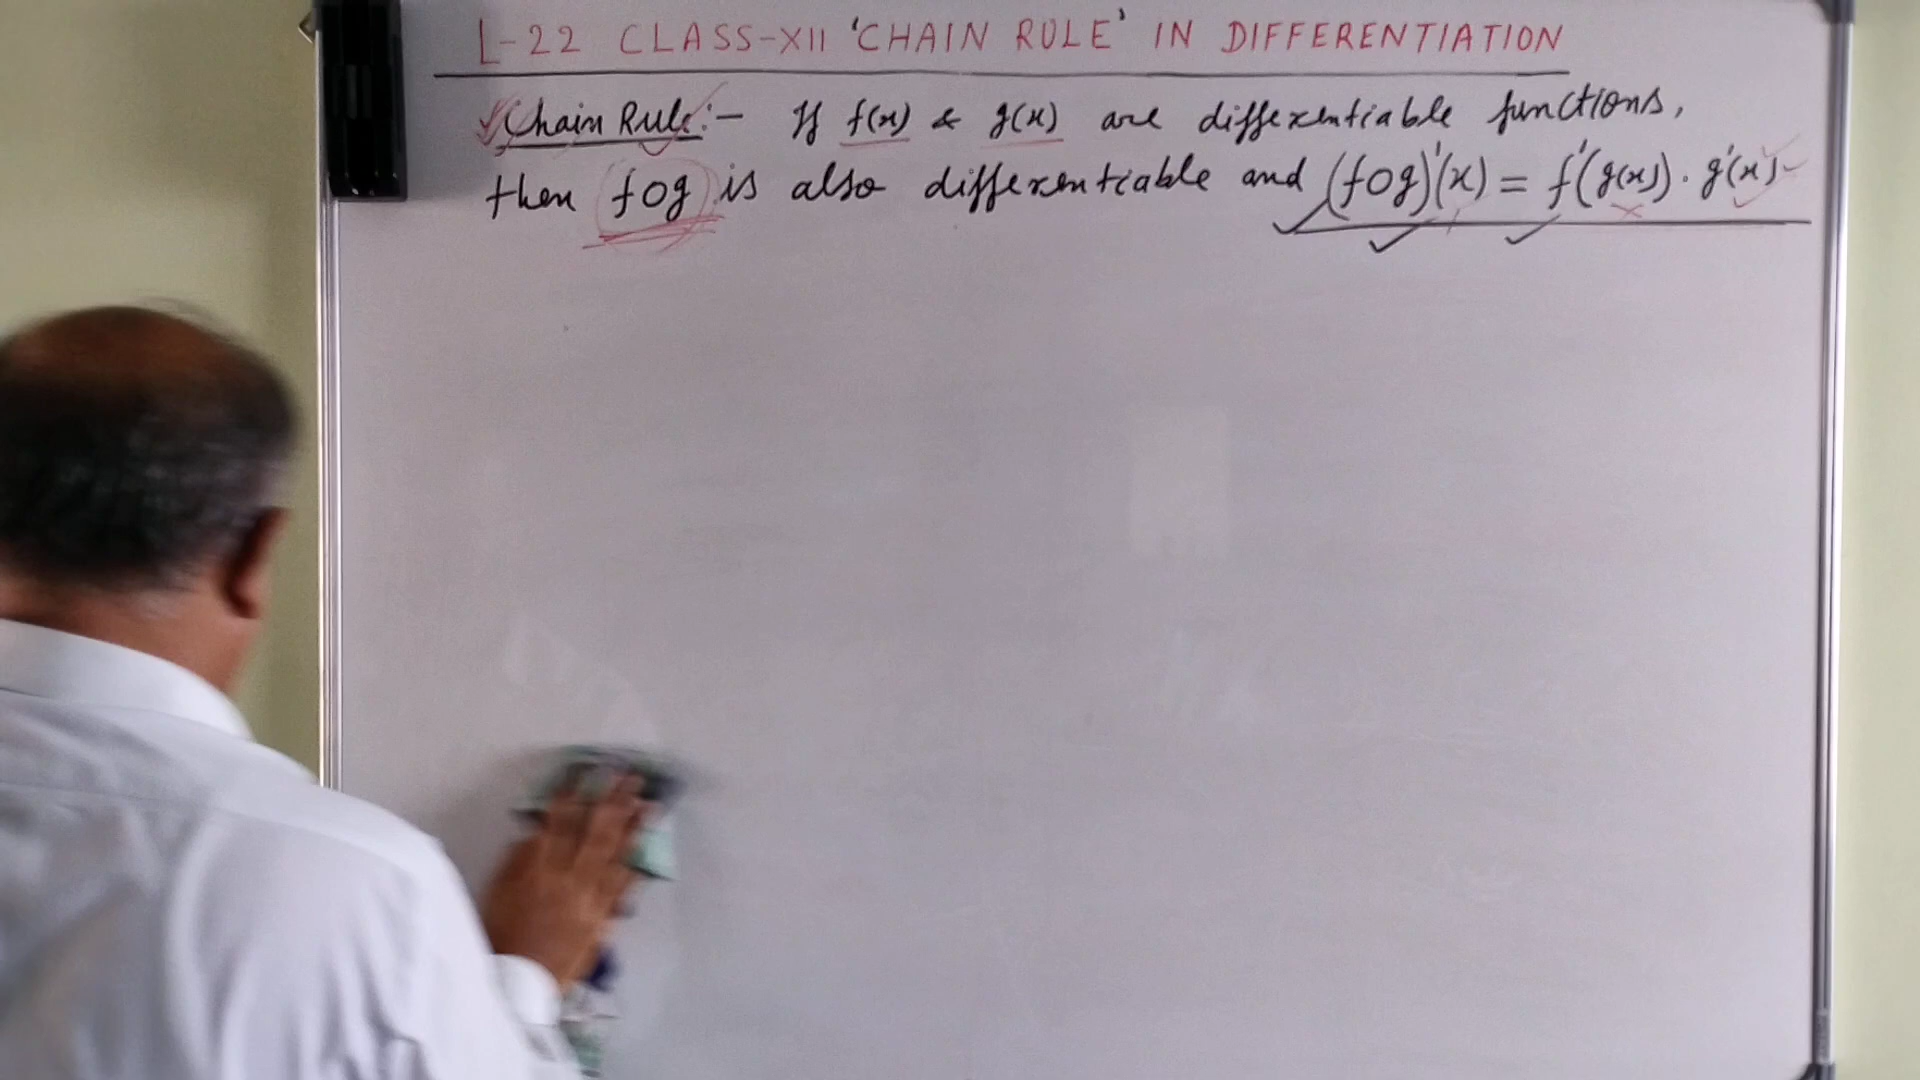 L-22 CLASS-XII 'CHAIN RULE' IN DIFFERENTIATION
Chain Rule:- If f(x) & g(x) are differentiable functions,
then fog is also differentiable and (fog)'(x) = f'(g(x)).g'(x)